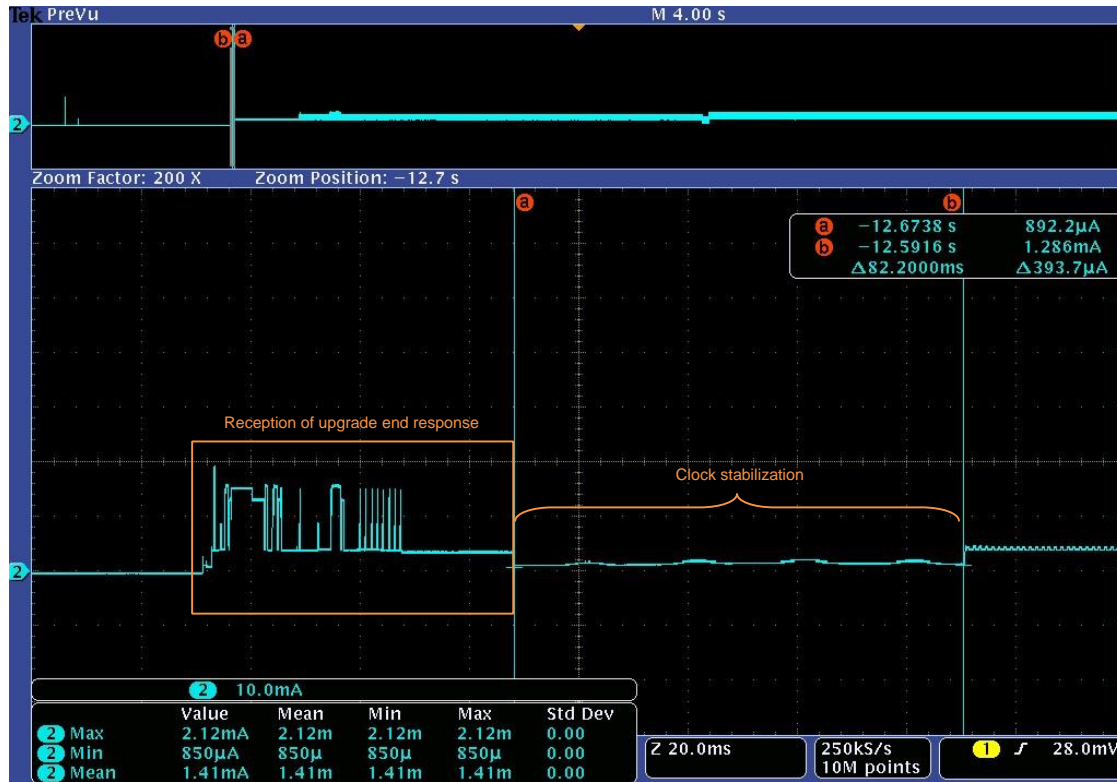 Tek PreVu M 4.00 s
b a
2
Zoom Factor: 200 X Zoom Position: −12.7 s
a b
a −12.6738 s 892.2µA
b −12.5916 s 1.286mA
Δ82.2000ms Δ393.7µA
Reception of upgrade end response
Clock stabilization
2
2 10.0mA
Value Mean Min Max Std Dev
2 Max 2.12mA 2.12m 2.12m 2.12m 0.00
2 Min 850µA 850µ 850µ 850µ 0.00
2 Mean 1.41mA 1.41m 1.41m 1.41m 0.00
Z 20.0ms
250kS/s
10M points
1 28.0mV